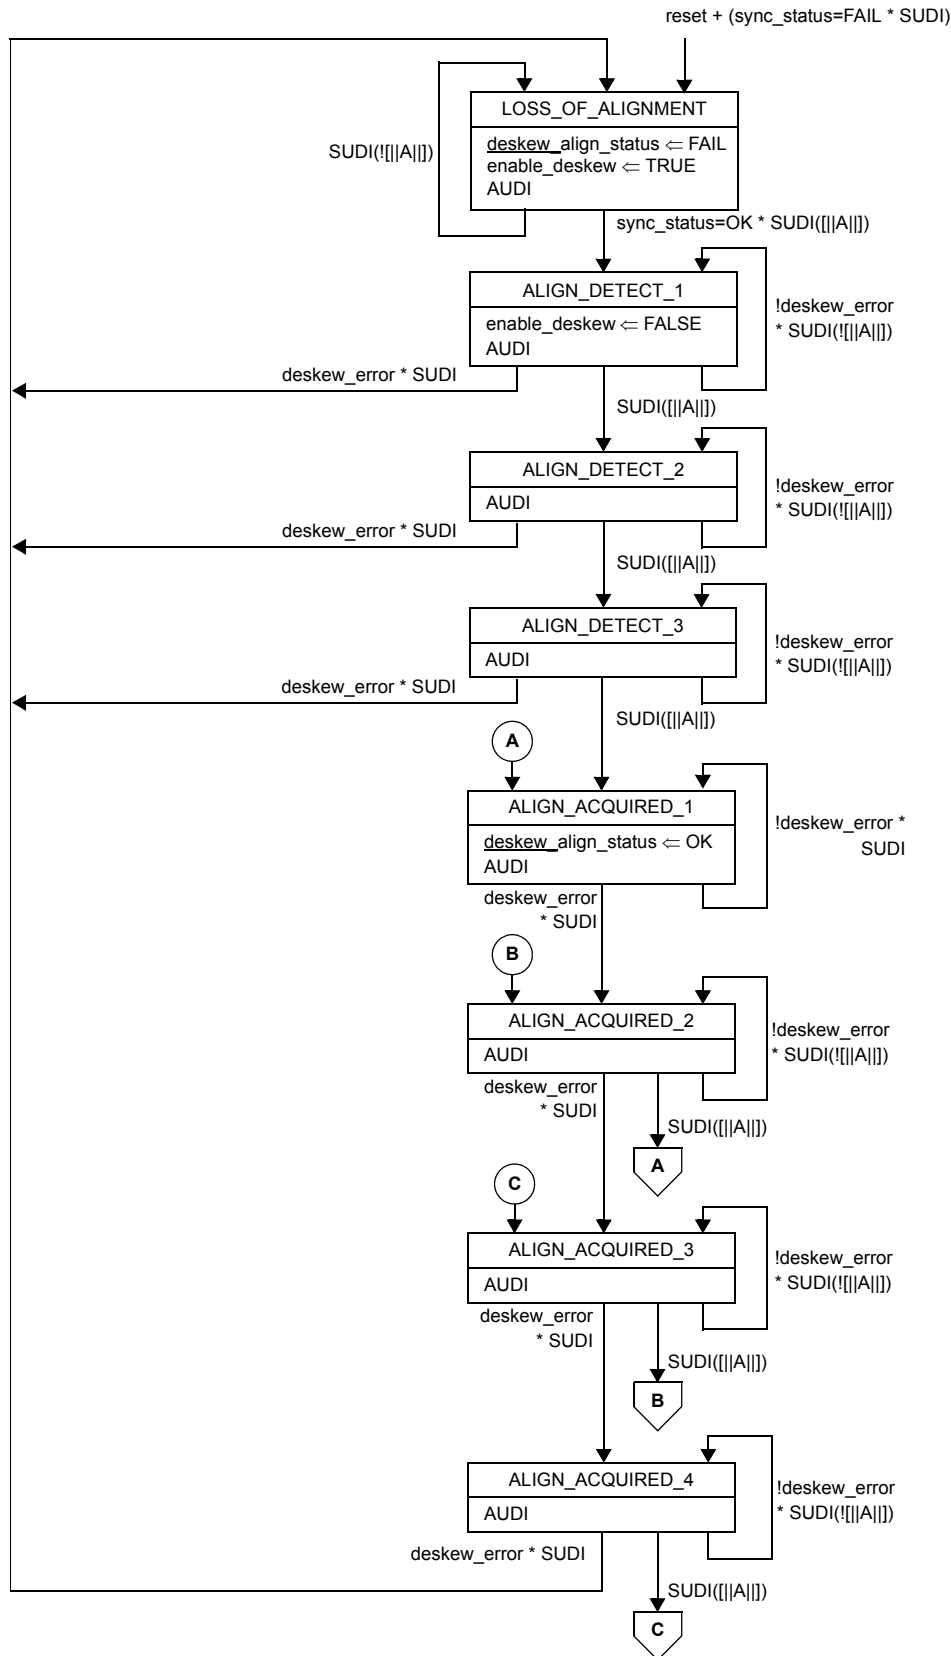 reset + (sync_status=FAIL * SUDI)
LOSS_OF_ALIGNMENT
deskew_align_status ⇐ FAIL
enable_deskew ⇐ TRUE
AUDI
SUDI(![||A||])
sync_status=OK * SUDI([||A||])
ALIGN_DETECT_1
enable_deskew ⇐ FALSE
AUDI
!deskew_error
* SUDI(![||A||])
deskew_error * SUDI
SUDI([||A||])
ALIGN_DETECT_2
AUDI
!deskew_error
* SUDI(![||A||])
deskew_error * SUDI
SUDI([||A||])
ALIGN_DETECT_3
AUDI
!deskew_error
* SUDI(![||A||])
deskew_error * SUDI
SUDI([||A||])
A
ALIGN_ACQUIRED_1
deskew_align_status ⇐ OK
AUDI
!deskew_error *
SUDI
deskew_error
* SUDI
B
ALIGN_ACQUIRED_2
AUDI
!deskew_error
* SUDI(![||A||])
deskew_error
* SUDI
SUDI([||A||])
A
C
ALIGN_ACQUIRED_3
AUDI
!deskew_error
* SUDI(![||A||])
deskew_error
* SUDI
SUDI([||A||])
B
ALIGN_ACQUIRED_4
AUDI
!deskew_error
* SUDI(![||A||])
deskew_error * SUDI
SUDI([||A||])
C